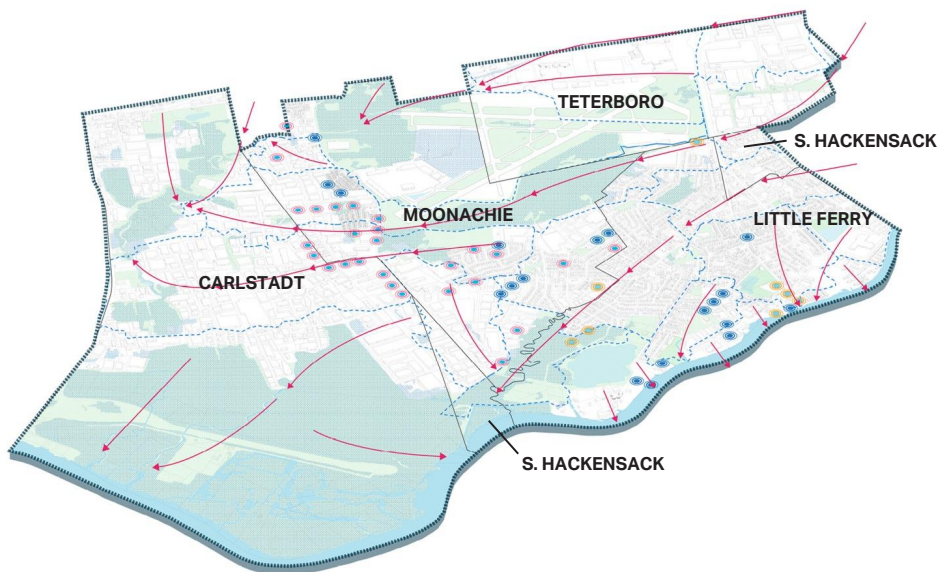 TETERBORO
S. HACKENSACK
MOONACHIE
LITTLE FERRY
CARLSTADT
S. HACKENSACK